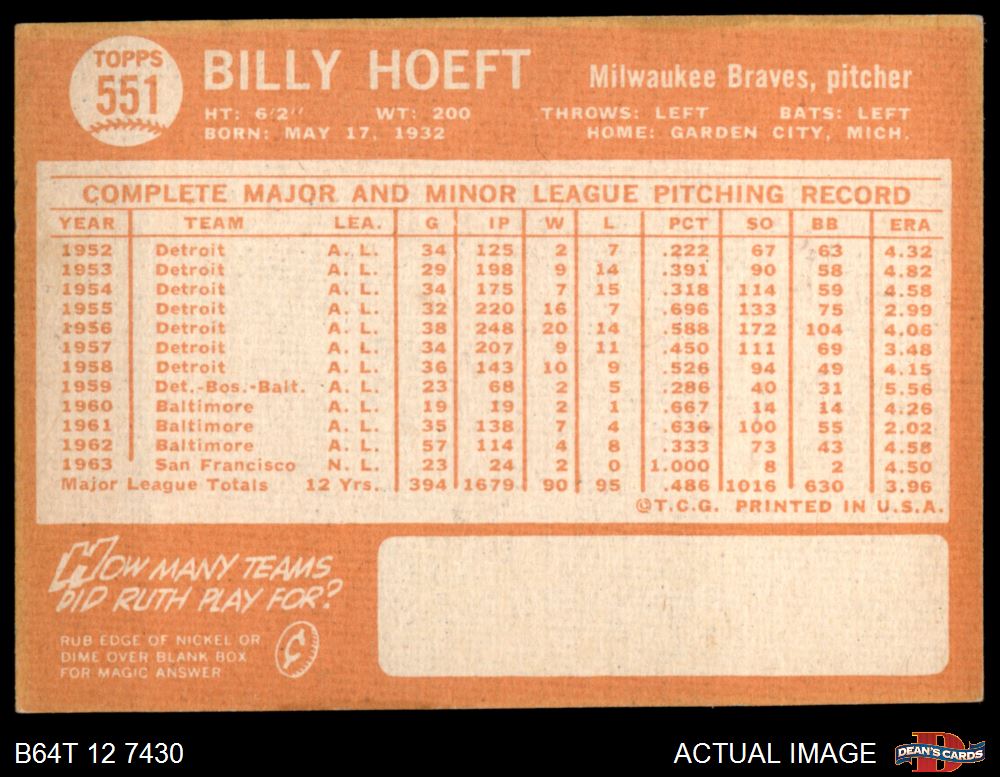 TOPPS
551
BILLY HOEFT
Milwaukee Braves, pitcher
HT: 6'2'' WT: 200 THROWS: LEFT BATS: LEFT
BORN: MAY 17, 1932 HOME: GARDEN CITY, MICH.
COMPLETE MAJOR AND MINOR LEAGUE PITCHING RECORD
YEAR TEAM LEA. G IP W L PCT SO BB ERA
1952 Detroit A. L. 34 125 2 7 .222 67 63 4.32
1953 Detroit A. L. 29 198 9 14 .391 90 58 4.82
1954 Detroit A. L. 34 175 7 15 .318 114 59 4.58
1955 Detroit A. L. 32 220 16 7 .696 133 75 2.99
1956 Detroit A. L. 38 248 20 14 .588 172 104 4.06
1957 Detroit A. L. 34 207 9 11 .450 111 69 3.48
1958 Detroit A. L. 36 143 10 9 .526 94 49 4.15
1959 Det.-Bos.-Balt. A. L. 23 68 2 5 .286 40 31 5.56
1960 Baltimore A. L. 19 19 2 1 .667 14 14 4.26
1961 Baltimore A. L. 35 138 7 4 .636 100 55 2.02
1962 Baltimore A. L. 57 114 4 8 .333 73 43 4.58
1963 San Francisco N. L. 23 24 2 0 1.000 8 2 4.50
Major League Totals 12 Yrs. 394 1679 90 95 .486 1016 630 3.96
©T.C.G. PRINTED IN U.S.A.
HOW MANY TEAMS
DID RUTH PLAY FOR?
RUB EDGE OF NICKEL OR
DIME OVER BLANK BOX
FOR MAGIC ANSWER
B64T 12 7430
ACTUAL IMAGE
DEAN'S CARDS